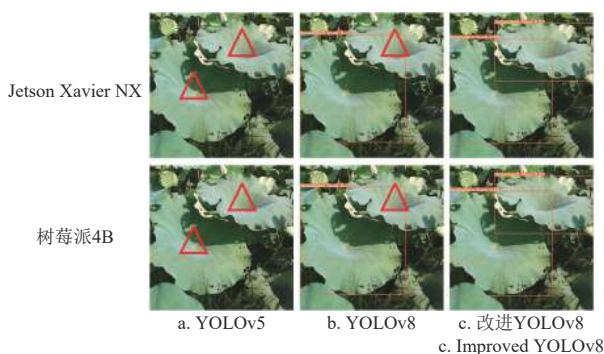 Jetson Xavier NX
树莓派4B
a. YOLOv5
b. YOLOv8
c. 改进YOLOv8
c. Improved YOLOv8